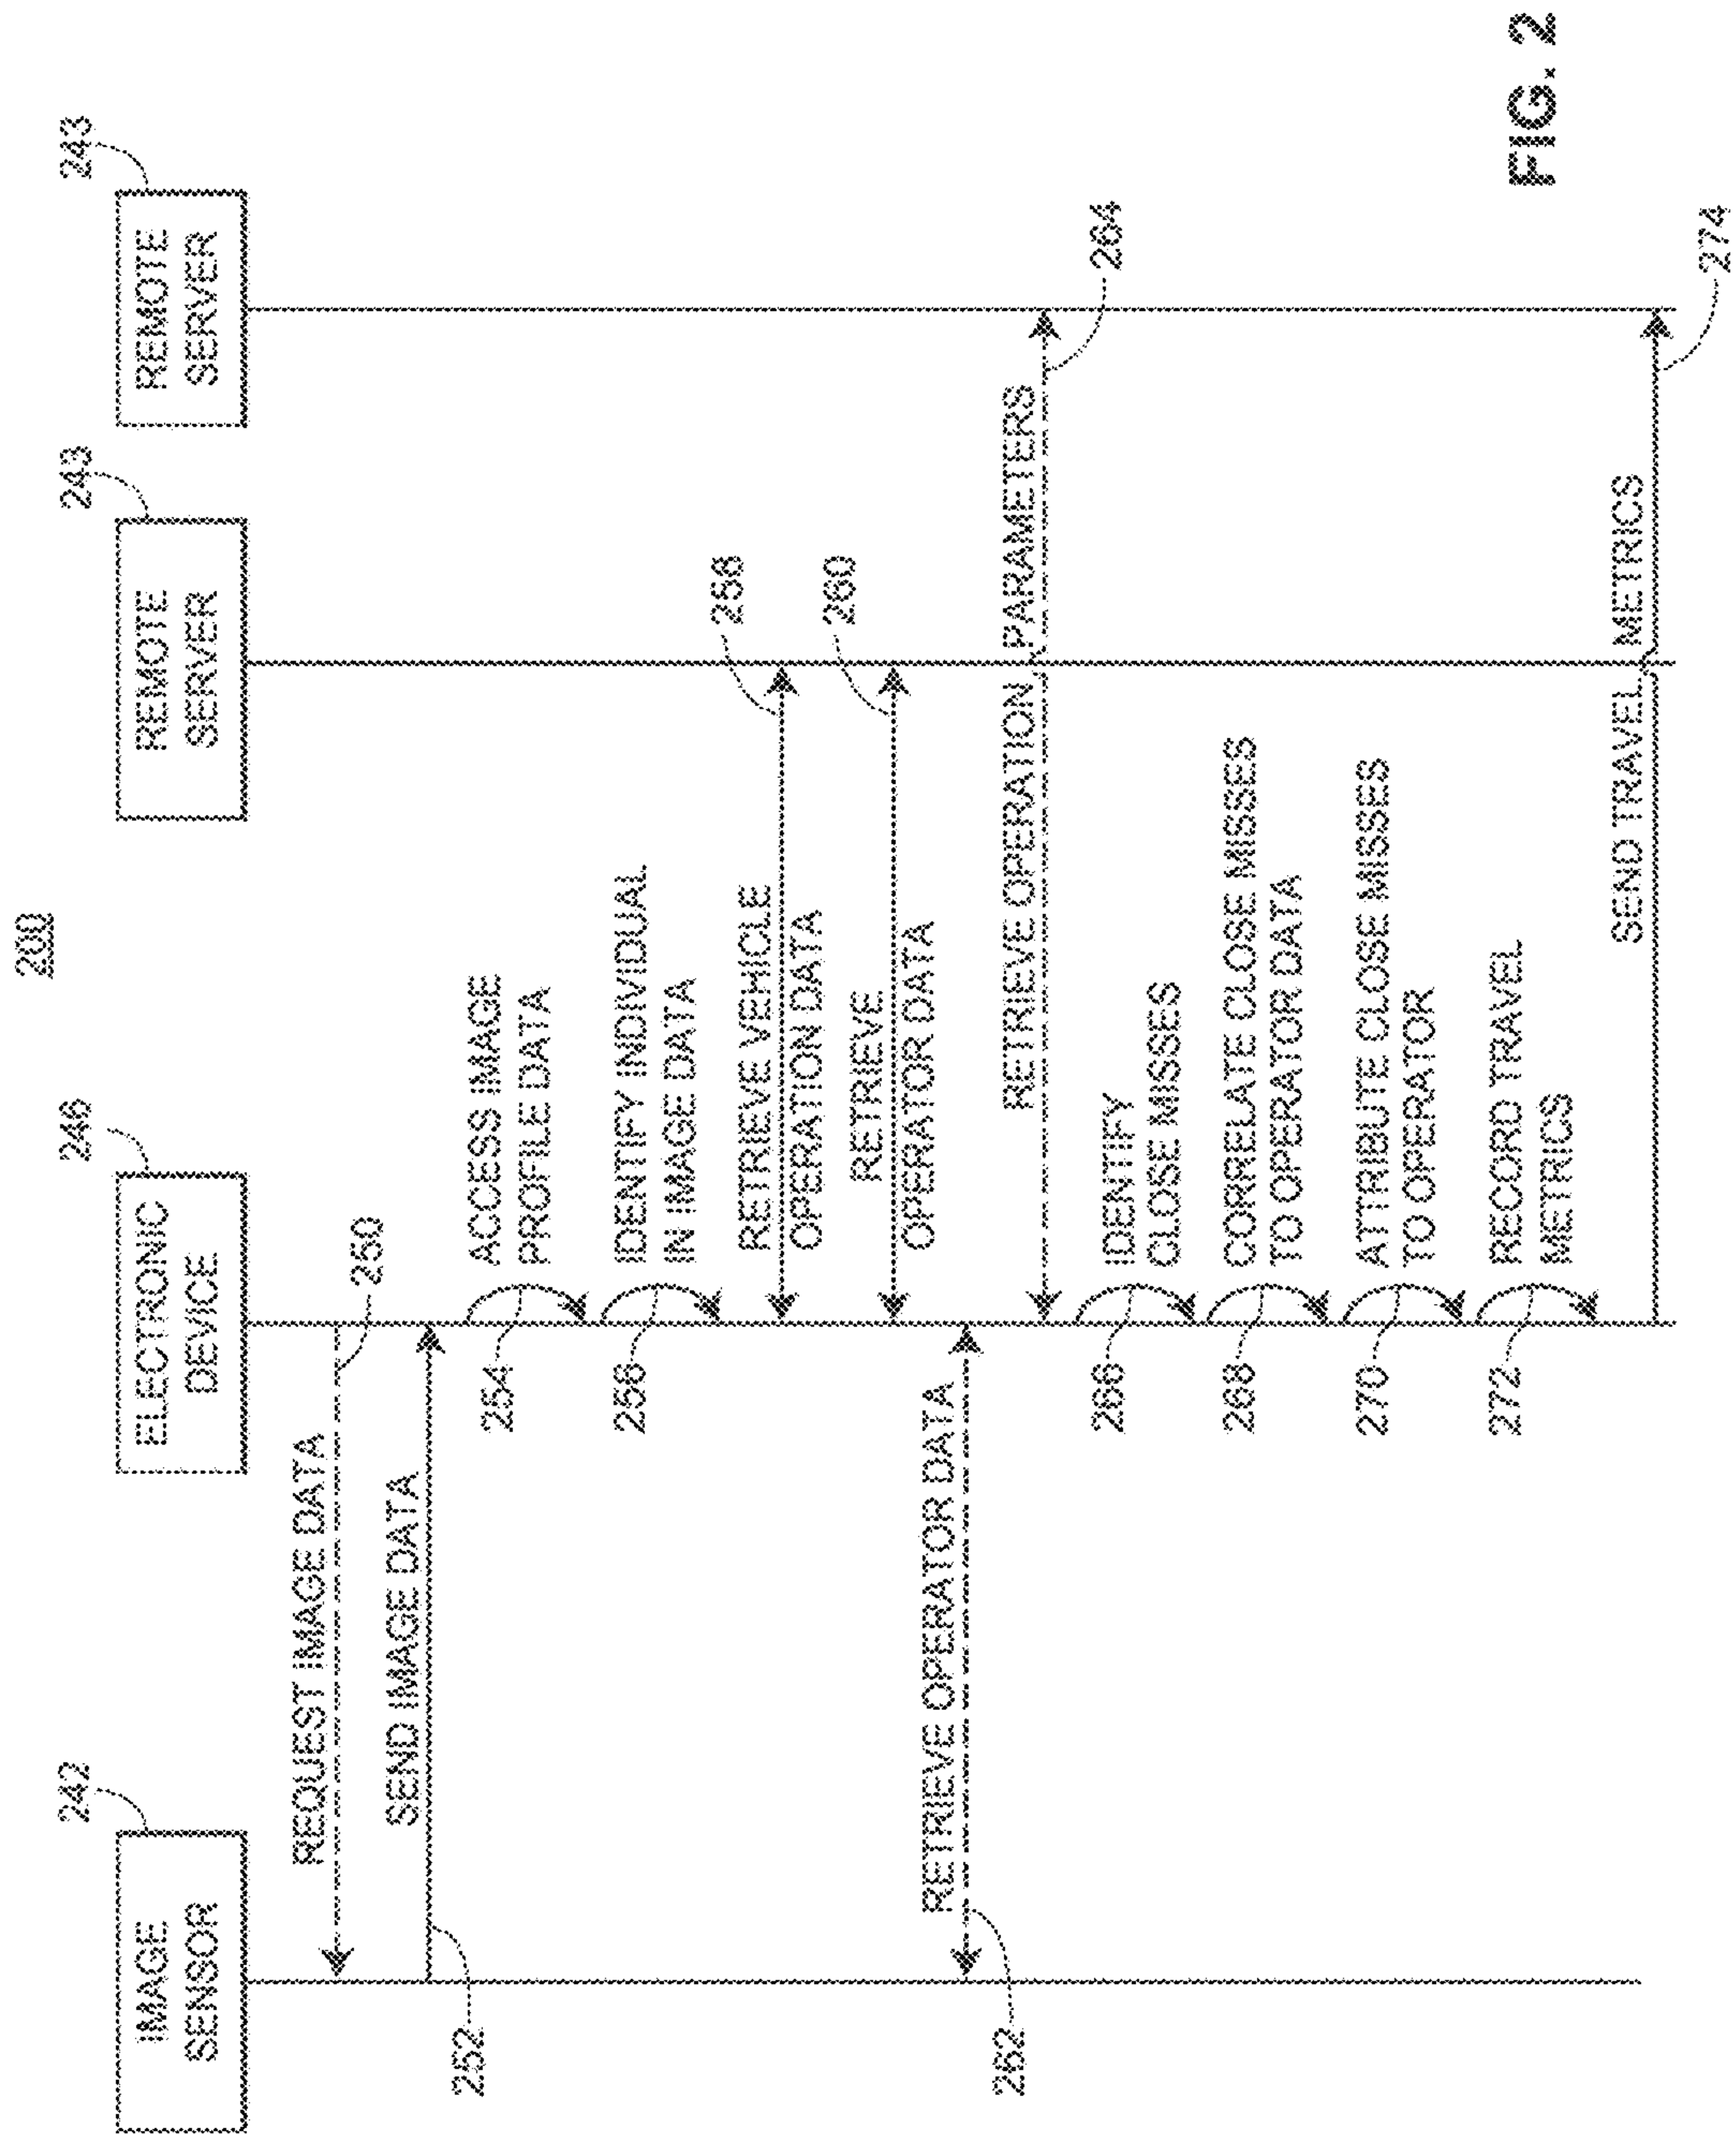 200
242
246
243
243
IMAGE
SENSOR
ELECTRONIC
DEVICE
REMOTE
SERVER
REMOTE
SERVER
REQUEST IMAGE DATA
250
SEND IMAGE DATA
252
254
ACCESS IMAGE
PROFILE DATA
256
IDENTIFY INDIVIDUAL
IN IMAGE DATA
RETRIEVE VEHICLE
OPERATION DATA
258
RETRIEVE
OPERATOR DATA
260
RETRIEVE OPERATOR DATA
262
RETRIEVE OPERATION PARAMETERS
264
266
IDENTIFY
CLOSE MISSES
268
CORRELATE CLOSE MISSES
TO OPERATOR DATA
270
ATTRIBUTE CLOSE MISSES
TO OPERATOR
272
RECORD TRAVEL
METRICS
SEND TRAVEL METRICS
274
FIG. 2